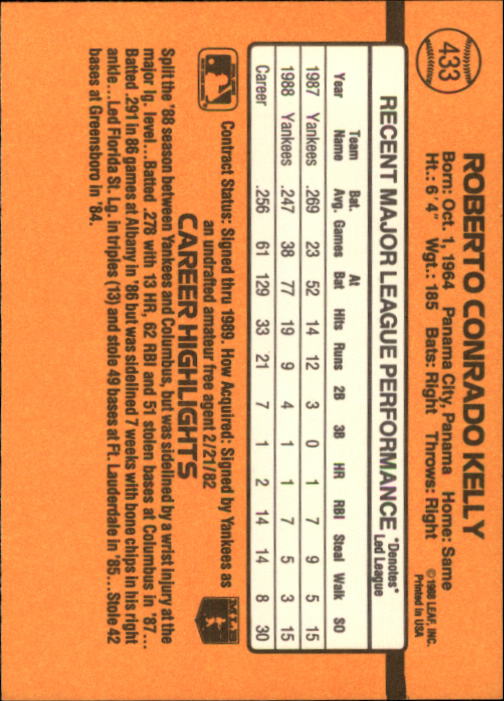 433
ROBERTO CONRADO KELLY
Born: Oct. 1, 1964 Panama City, Panama Home: Same
Ht.: 6'4" Wgt.: 185 Bats: Right Throws: Right
©1988 LEAF, INC.
Printed in USA
RECENT MAJOR LEAGUE PERFORMANCE *Denotes*
Led League
Year Team Name Bat. Avg. Games At Bat Hits Runs 2B 3B HR RBI Steal Walk SO
1987 Yankees .269 23 52 14 12 3 0 1 7 9 5 15
1988 Yankees .247 38 77 19 9 4 1 1 7 5 3 15
Career .256 61 129 33 21 7 1 2 14 14 8 30
Contract Status: Signed thru 1989. How Acquired: Signed by Yankees as
an undrafted amateur free agent 2/21/82
MLB
CAREER HIGHLIGHTS
Split the '88 season between Yankees and Columbus, but was sidelined by a wrist injury at the
major lg. level...Batted .278 with 13 HR, 62 RBI and 51 stolen bases at Columbus in '87...
Batted .291 in 86 games at Albany in '86 but was sidelined 7 weeks with bone chips in his right
ankle...Led Florida St. Lg. in triples (13) and stole 49 bases at Ft. Lauderdale in '85...Stole 42
bases at Greensboro in '84.